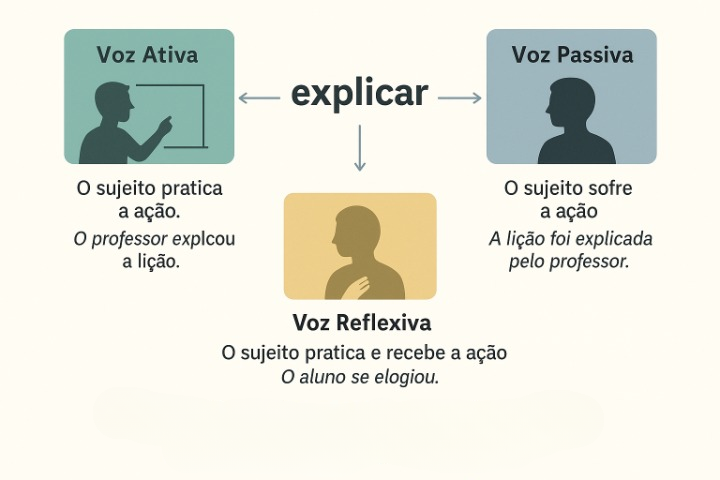 Voz Ativa
O sujeito pratica
a ação.
O professor explcou
a lição.
explicar
Voz Passiva
O sujeito sofre
a ação
A lição foi explicada
pelo professor.
Voz Reflexiva
O sujeito pratica e recebe a ação
O aluno se elogiou.